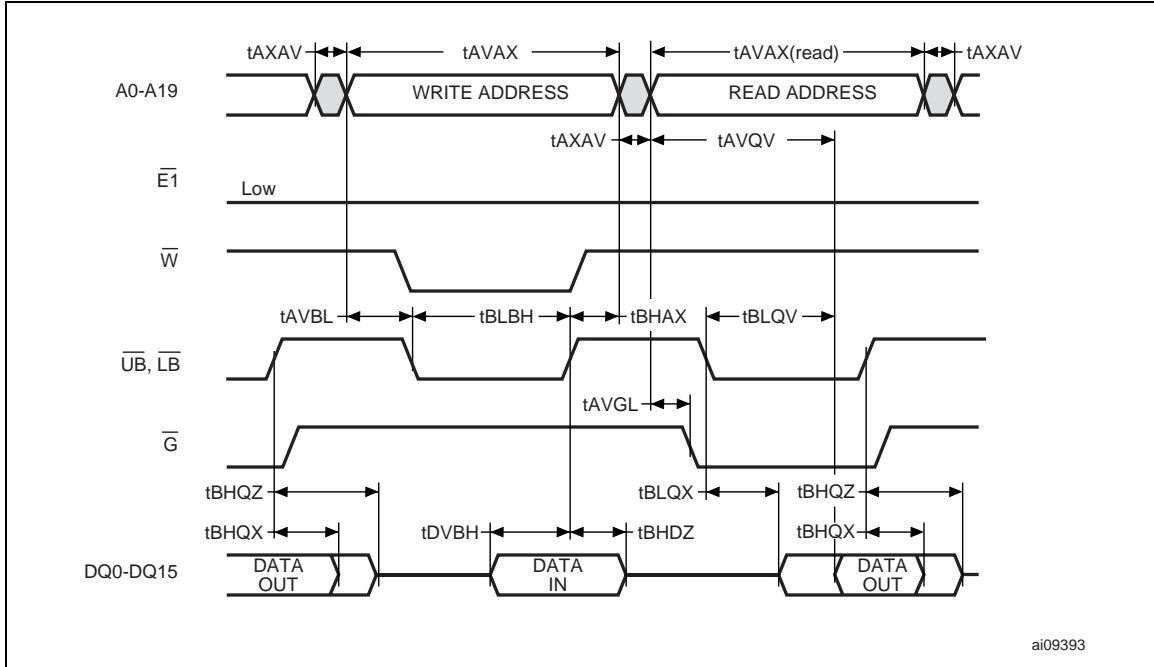 tAXAV tAVAX tAVAX(read) tAXAV
A0-A19 WRITE ADDRESS READ ADDRESS
tAXAV tAVQV
E1
Low
W
tAVBL tBLBH tBHAX tBLQV
UB, LB
tAVGL
G
tBHQZ tBLQX tBHQZ
tBHQX tDVBH tBHDZ tBHQX
DQ0-DQ15 DATA OUT DATA IN DATA OUT
ai09393